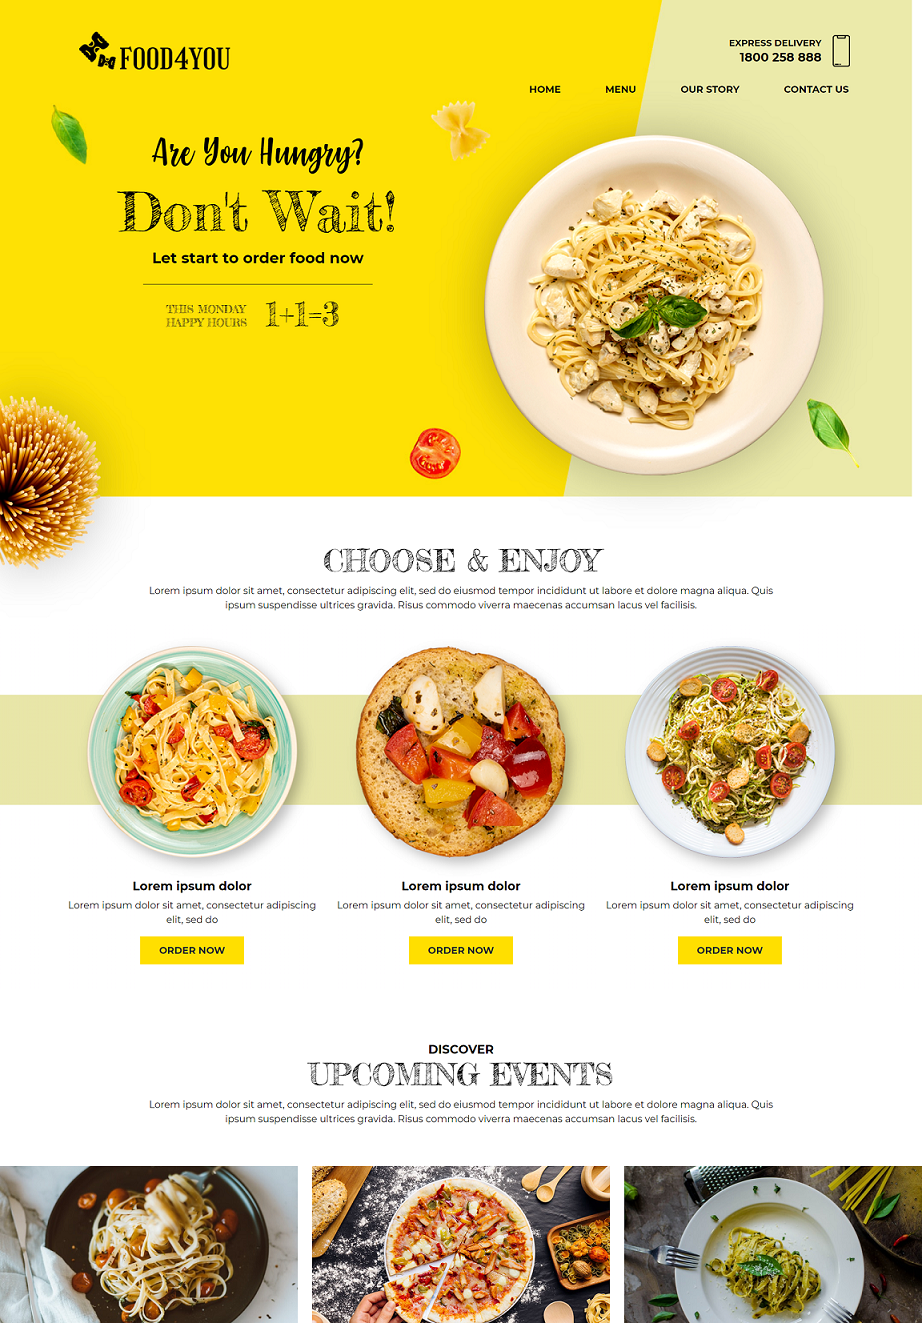 FOOD4YOU
EXPRESS DELIVERY
1800 258 888
HOME MENU OUR STORY CONTACT US
Are You Hungry?
Don't Wait!
Let start to order food now
THIS MONDAY
HAPPY HOURS
1+1=3
CHOOSE & ENJOY
Lorem ipsum dolor sit amet, consectetur adipiscing elit, sed do eiusmod tempor incididunt ut labore et dolore magna aliqua. Quis
ipsum suspendisse ultrices gravida. Risus commodo viverra maecenas accumsan lacus vel facilisis.
Lorem ipsum dolor
Lorem ipsum dolor sit amet, consectetur adipiscing
elit, sed do
ORDER NOW
Lorem ipsum dolor
Lorem ipsum dolor sit amet, consectetur adipiscing
elit, sed do
ORDER NOW
Lorem ipsum dolor
Lorem ipsum dolor sit amet, consectetur adipiscing
elit, sed do
ORDER NOW
DISCOVER
UPCOMING EVENTS
Lorem ipsum dolor sit amet, consectetur adipiscing elit, sed do eiusmod tempor incididunt ut labore et dolore magna aliqua. Quis
ipsum suspendisse ultrices gravida. Risus commodo viverra maecenas accumsan lacus vel facilisis.